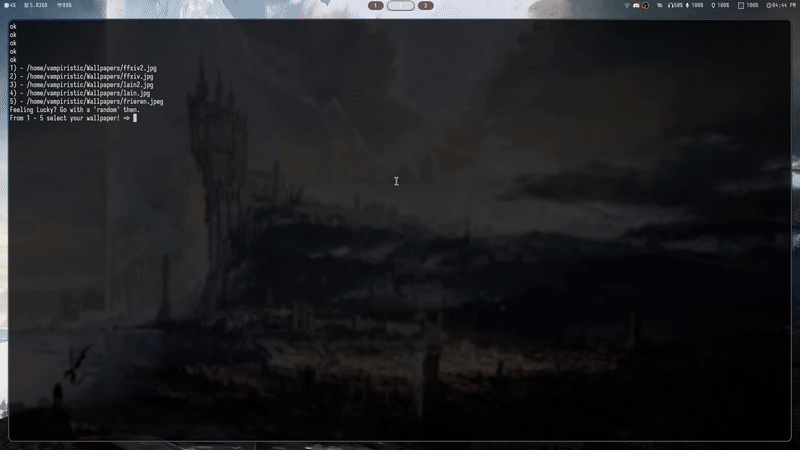 4% 5.03GB 88% 1 2 3 50% 100% 100% 100% 04:44 PM
ok
ok
ok
ok
ok
1) - /home/vampiristic/Wallpapers/ffxiv2.jpg
2) - /home/vampiristic/Wallpapers/ffxiv.jpg
3) - /home/vampiristic/Wallpapers/lain2.jpg
4) - /home/vampiristic/Wallpapers/lain.jpg
5) - /home/vampiristic/Wallpapers/frieren.jpeg
Feeling Lucky? Go with a 'random' then.
From 1 - 5 select your wallpaper! =>